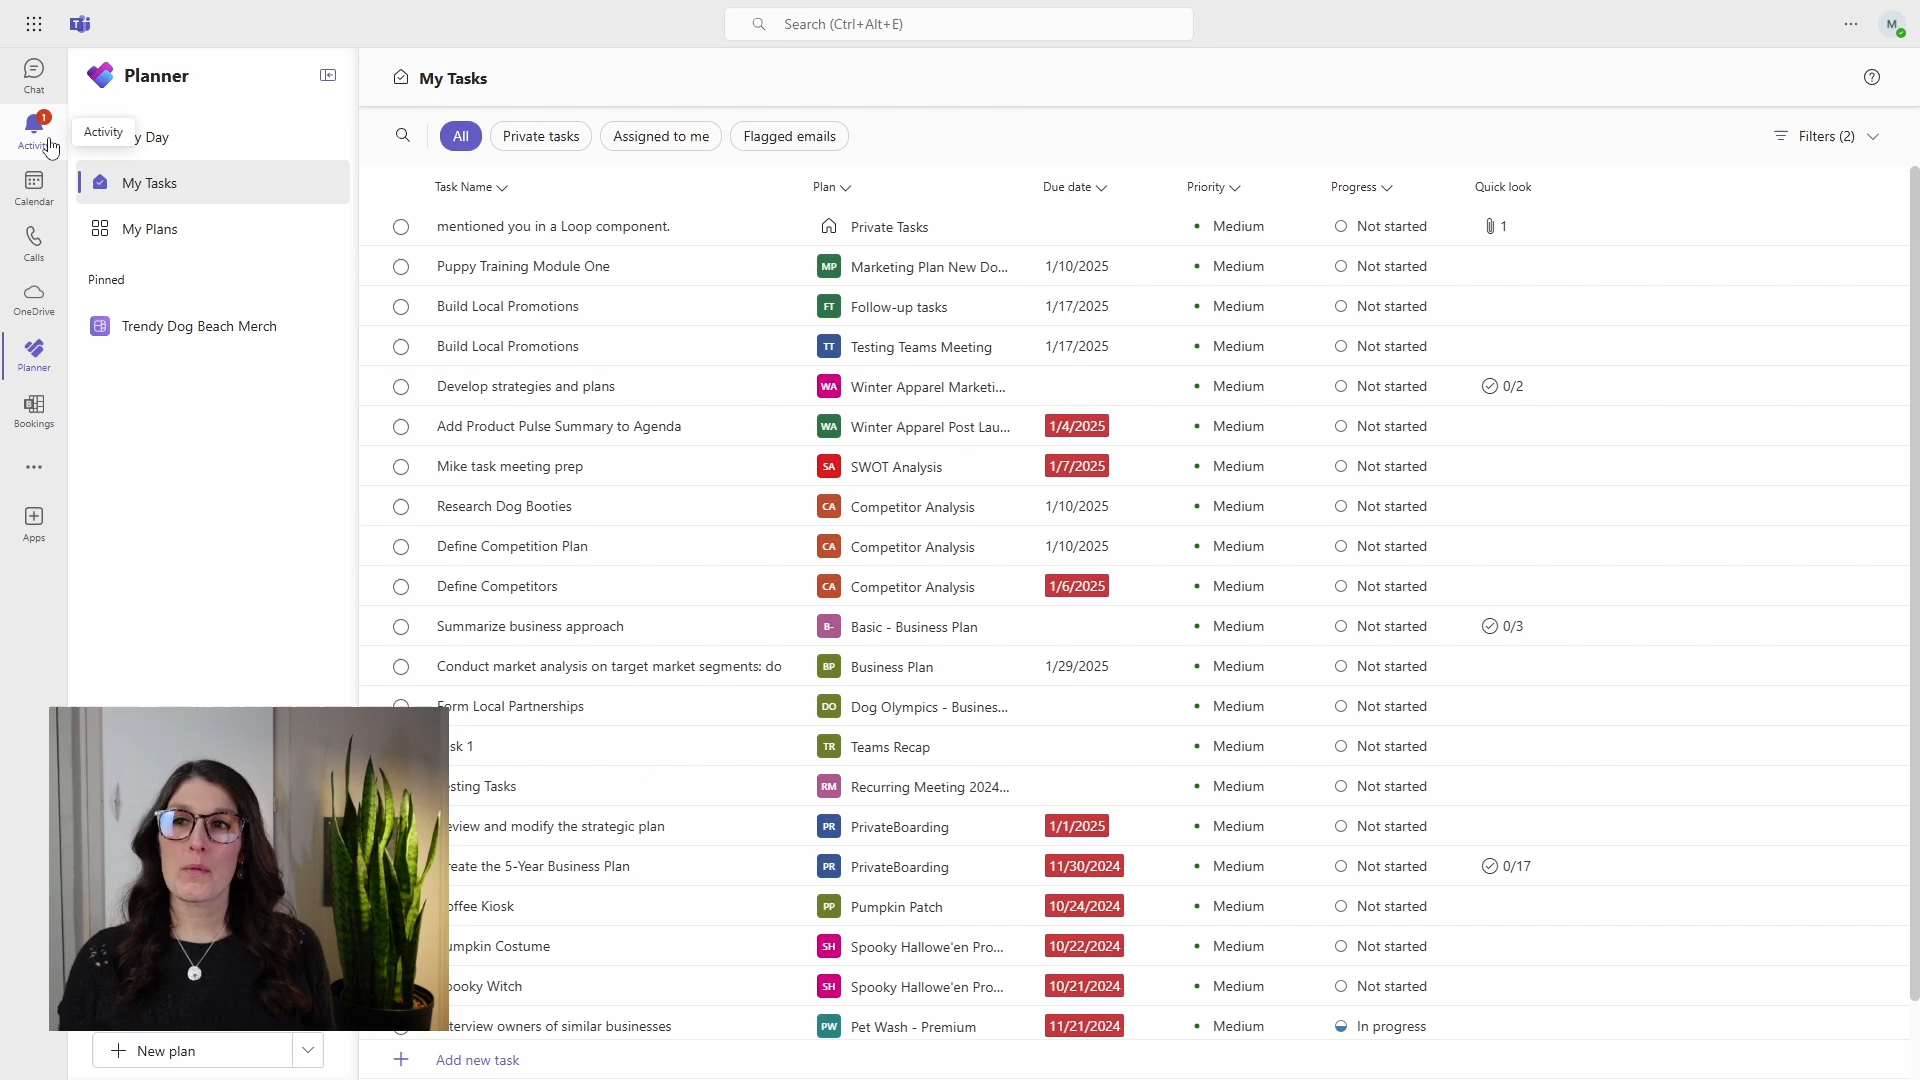 Search (Ctrl+Alt+E)
M
Chat
1
Activity
Calendar
Calls
OneDrive
Planner
Bookings
Apps
Planner
Activity
y Day
My Tasks
My Plans
Pinned
Trendy Dog Beach Merch
New plan
My Tasks
All Private tasks Assigned to me Flagged emails Filters (2)
Task Name Plan Due date Priority Progress Quick look
mentioned you in a Loop component. Private Tasks Medium Not started 1
Puppy Training Module One MP Marketing Plan New Do... 1/10/2025 Medium Not started
Build Local Promotions FT Follow-up tasks 1/17/2025 Medium Not started
Build Local Promotions TT Testing Teams Meeting 1/17/2025 Medium Not started
Develop strategies and plans WA Winter Apparel Marketi... Medium Not started 0/2
Add Product Pulse Summary to Agenda WA Winter Apparel Post Lau... 1/4/2025 Medium Not started
Mike task meeting prep SA SWOT Analysis 1/7/2025 Medium Not started
Research Dog Booties CA Competitor Analysis 1/10/2025 Medium Not started
Define Competition Plan CA Competitor Analysis 1/10/2025 Medium Not started
Define Competitors CA Competitor Analysis 1/6/2025 Medium Not started
Summarize business approach B- Basic - Business Plan Medium Not started 0/3
Conduct market analysis on target market segments: do BP Business Plan 1/29/2025 Medium Not started
Form Local Partnerships DO Dog Olympics - Busines... Medium Not started
sk 1 TR Teams Recap Medium Not started
esting Tasks RM Recurring Meeting 2024... Medium Not started
eview and modify the strategic plan PR PrivateBoarding 1/1/2025 Medium Not started
reate the 5-Year Business Plan PR PrivateBoarding 11/30/2024 Medium Not started 0/17
offee Kiosk PP Pumpkin Patch 10/24/2024 Medium Not started
umpkin Costume SH Spooky Hallowe'en Pro... 10/22/2024 Medium Not started
pooky Witch SH Spooky Hallowe'en Pro... 10/21/2024 Medium Not started
terview owners of similar businesses PW Pet Wash - Premium 11/21/2024 Medium In progress
Add new task